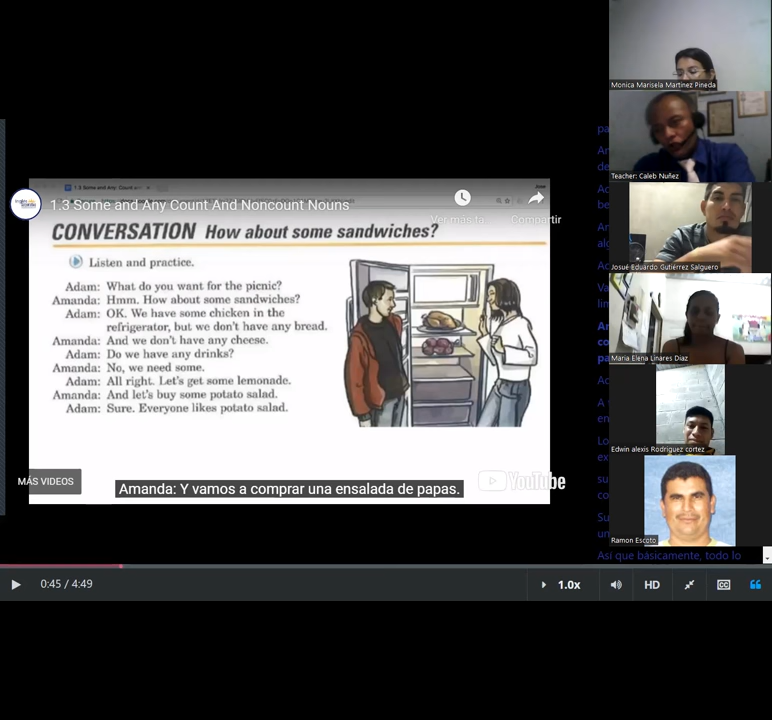 Monica Marisela Martinez Pineda
Teacher: Caleb Nuñez
Josué Eduardo Gutiérrez Salguero
Maria Elena Linares Diaz
Edwin alexis Rodriguez cortez
Ramon Escoto
1.3 Some and Any Count And Noncount Nouns
Ver más ta
Compartir
CONVERSATION How about some sandwiches?
Listen and practice.
Adam: What do you want for the picnic?
Amanda: Hmm. How about some sandwiches?
Adam: OK. We have some chicken in the
refrigerator, but we don't have any bread.
Amanda: And we don't have any cheese.
Adam: Do we have any drinks?
Amanda: No, we need some.
Adam: All right. Let's get some lemonade.
Amanda: And let's buy some potato salad.
Adam: Sure. Everyone likes potato salad.
MÁS VIDEOS
Amanda: Y vamos a comprar una ensalada de papas.
YouTube
Así que básicamente, todo lo
0:45 / 4:49
1.0x
HD
CC